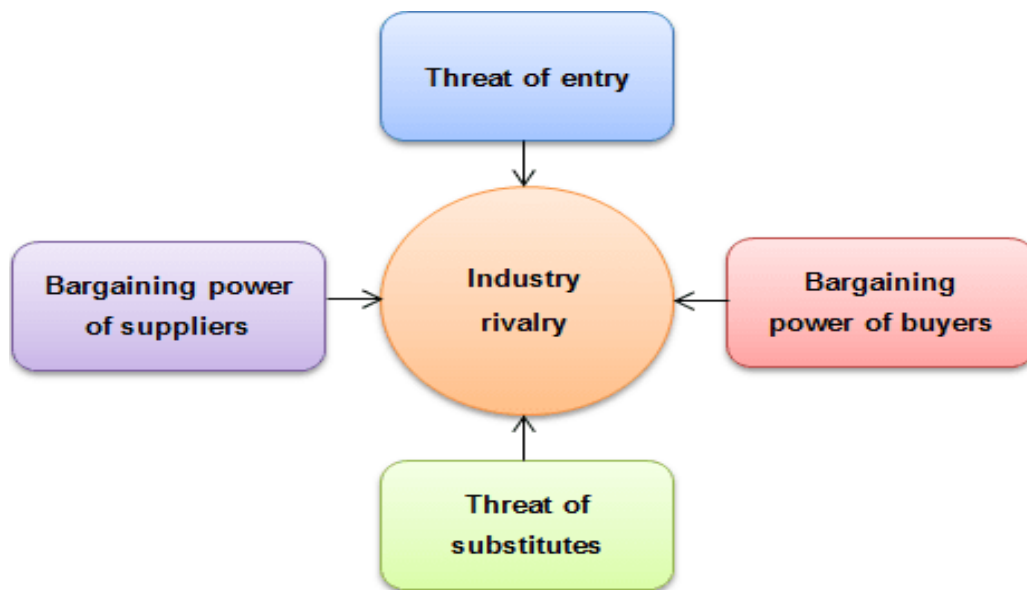 Threat of entry
Bargaining power
of suppliers
Industry
rivalry
Bargaining
power of buyers
Threat of
substitutes